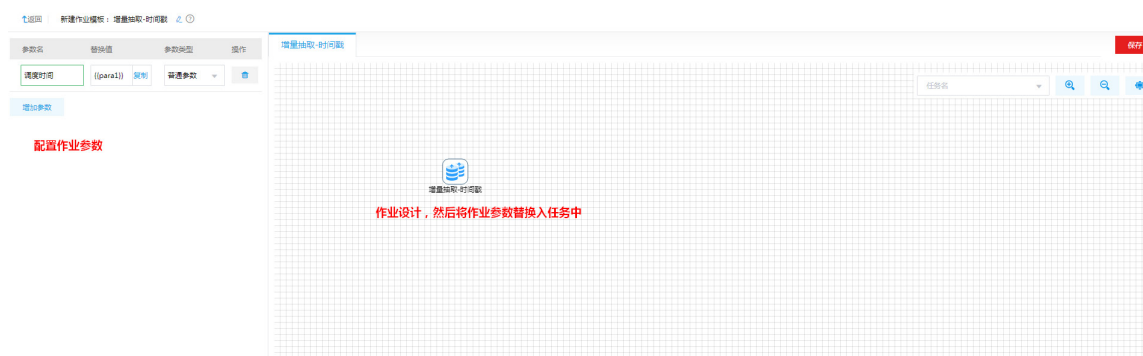 返回 新建作业模板：增量抽取-时间戳
参数名 替换值 参数类型 操作
调度时间 {{para1}} 复制 普通参数
增加参数
配置作业参数
增量抽取-时间戳
保存
任务名
增量抽取-时间戳
作业设计，然后将作业参数替换入任务中